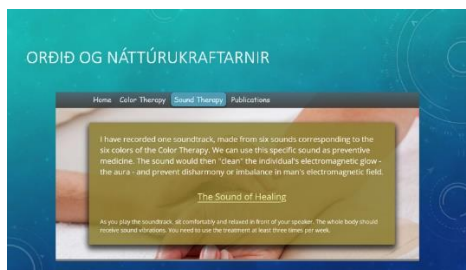 ORÐIÐ OG NÁTTÚRUKRAFTARNIR
Home Color Therapy Sound Therapy Publications
I have recorded one soundtrack, made from six sounds corresponding to the
six colors of the Color Therapy. We can use this specific sound as preventive
medicine. The sound would then "clean" the individual's electromagnetic glow -
the aura - and prevent disharmony or imbalance in man's electromagnetic field.
The Sound of Healing
As you play the soundtrack, sit comfortably and relaxed in front of your speaker. The whole body should
receive sound vibrations. You need to use the treatment at least three times per week.